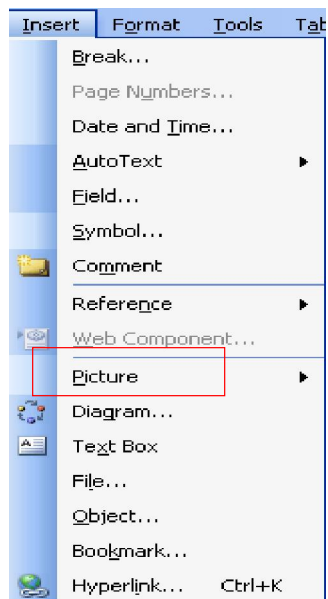 Insert Format Tools Tab
Break...
Page Numbers...
Date and Time...
AutoText
Field...
Symbol...
Comment
Reference
Web Component...
Picture
Diagram...
Text Box
File...
Object...
Bookmark...
Hyperlink... Ctrl+K